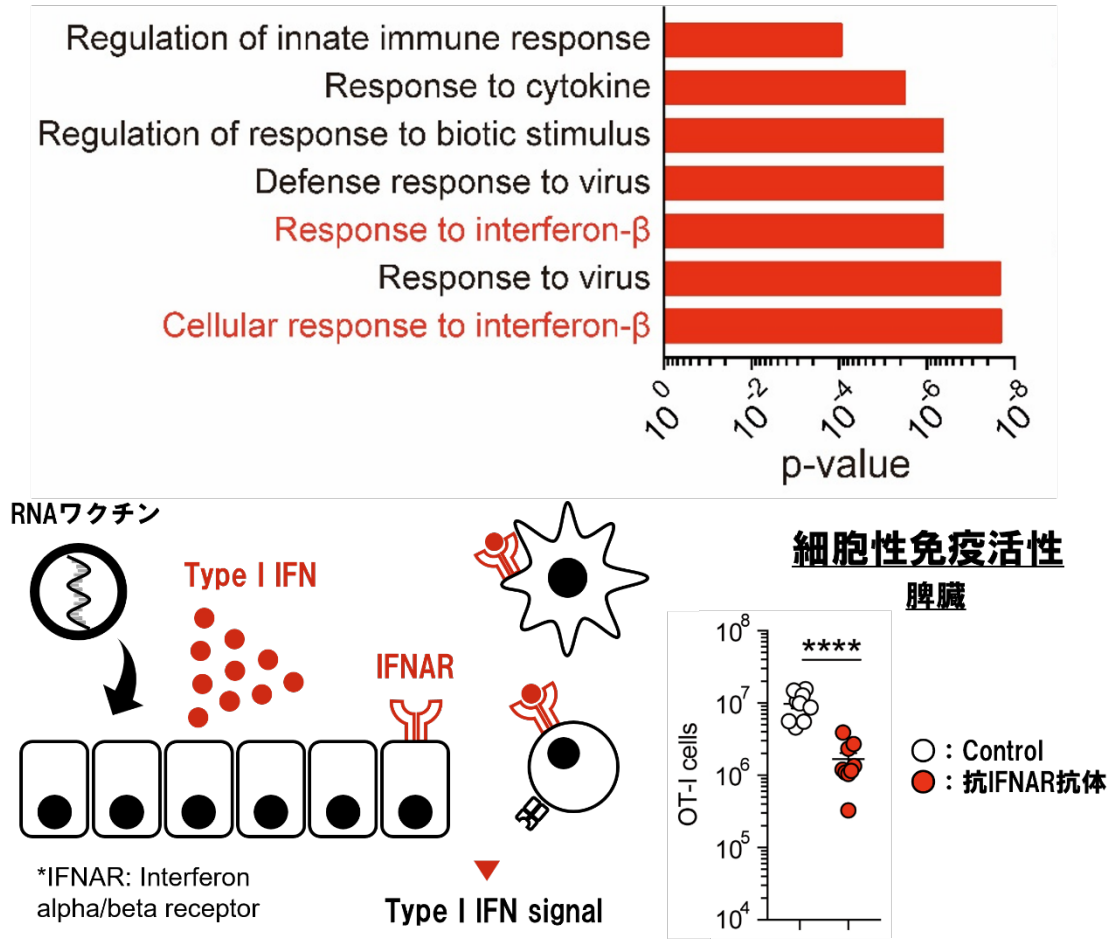 Regulation of innate immune response
Response to cytokine
Regulation of response to biotic stimulus
Defense response to virus
Response to interferon-β
Response to virus
Cellular response to interferon-β
10^0 10^-2 10^-4 10^-6 10^-8
p-value
RNAワクチン
Type I IFN
IFNAR
*IFNAR: Interferon
alpha/beta receptor
Type I IFN signal
細胞性免疫活性
脾臓
****
OT-I cells
10^8
10^7
10^6
10^5
10^4
○：Control
●：抗IFNAR抗体